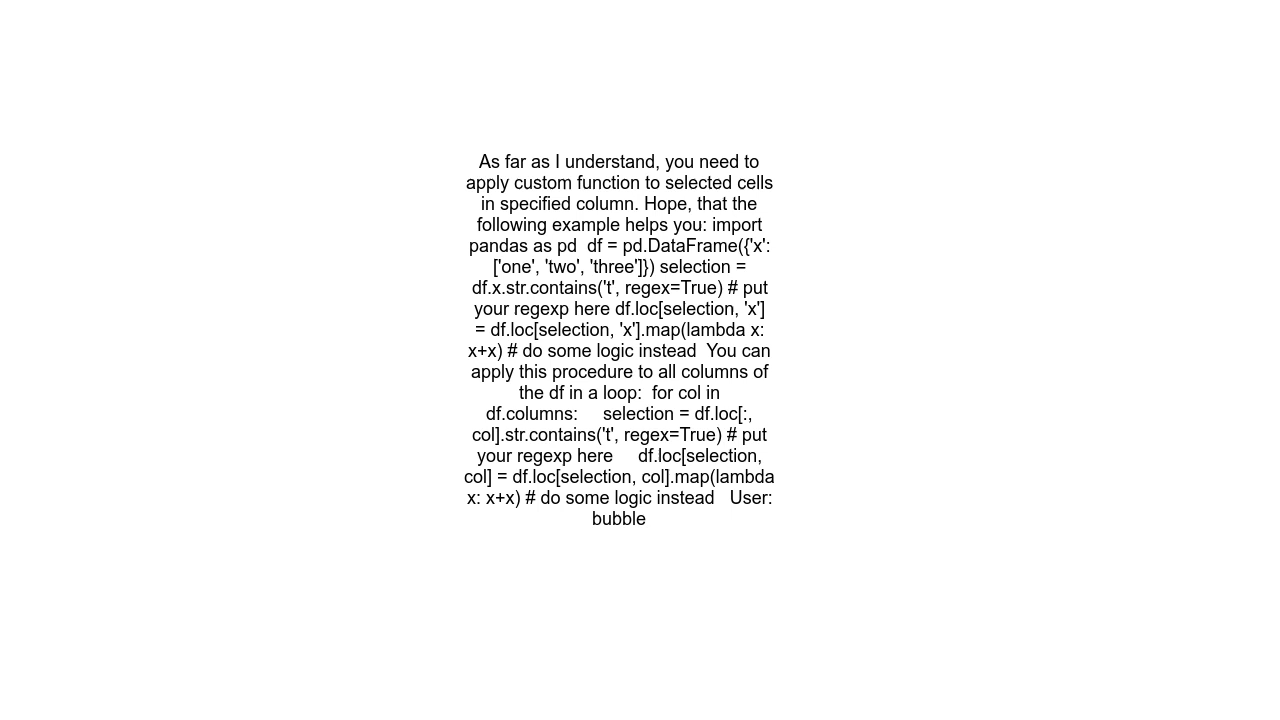 As far as I understand, you need to
apply custom function to selected cells
in specified column. Hope, that the
following example helps you: import
pandas as pd  df = pd.DataFrame({'x':
['one', 'two', 'three']}) selection =
df.x.str.contains('t', regex=True) # put
your regexp here df.loc[selection, 'x']
= df.loc[selection, 'x'].map(lambda x:
x+x) # do some logic instead  You can
apply this procedure to all columns of
the df in a loop:  for col in
df.columns:     selection = df.loc[:,
col].str.contains('t', regex=True) # put
your regexp here     df.loc[selection,
col] = df.loc[selection, col].map(lambda
x: x+x) # do some logic instead   User:
bubble